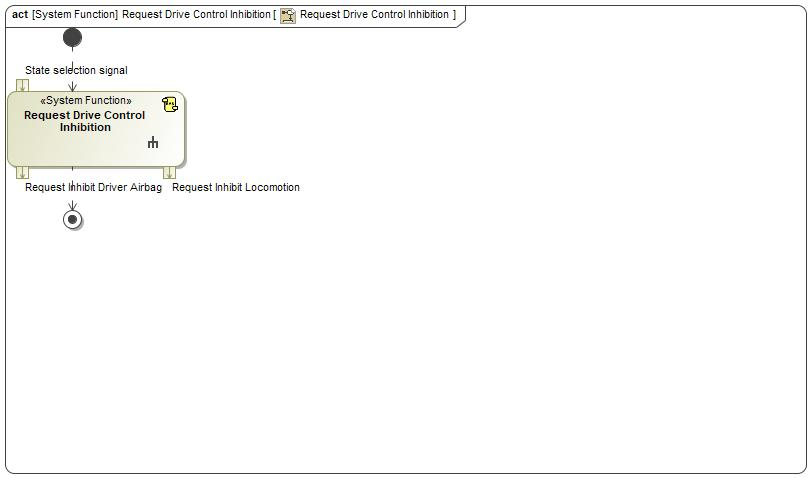 act [System Function] Request Drive Control Inhibition [ Request Drive Control Inhibition ]
State selection signal
«System Function»
Request Drive Control
Inhibition
Request Inhibit Driver Airbag Request Inhibit Locomotion